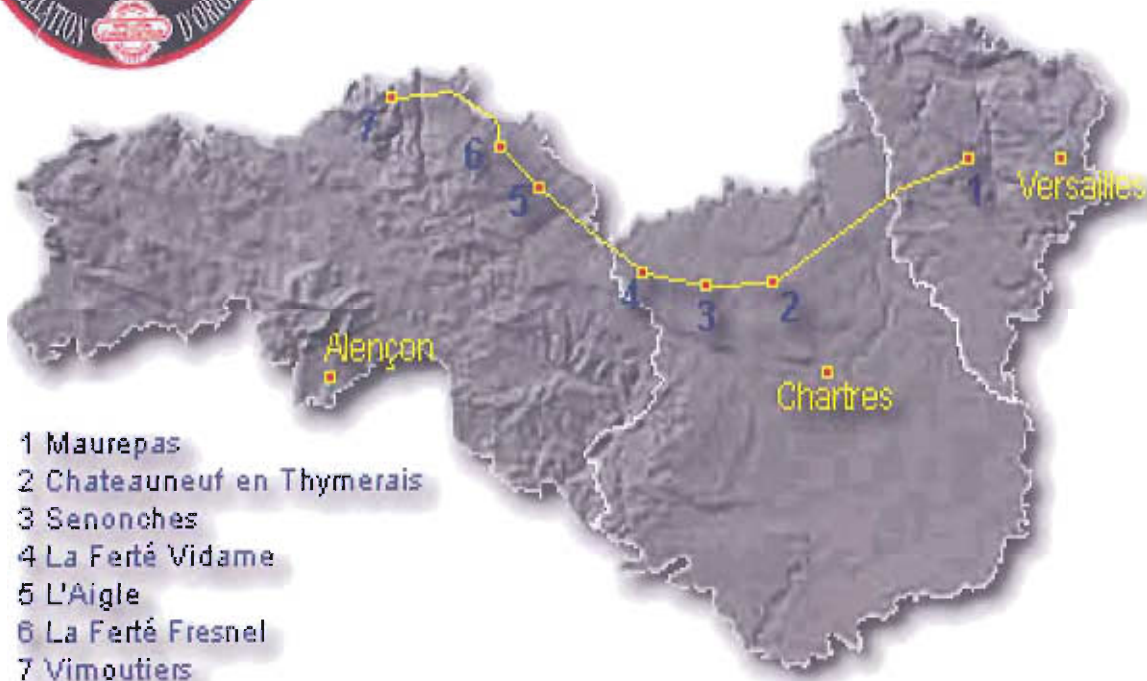 D'ORIG
7
6
5
4
3
2
1
Versailles
Alençon
Chartres
1 Maurepas
2 Chateauneuf en Thymerais
3 Senonches
4 La Ferté Vidame
5 L'Aigle
6 La Ferté Fresnel
7 Vimoutiers